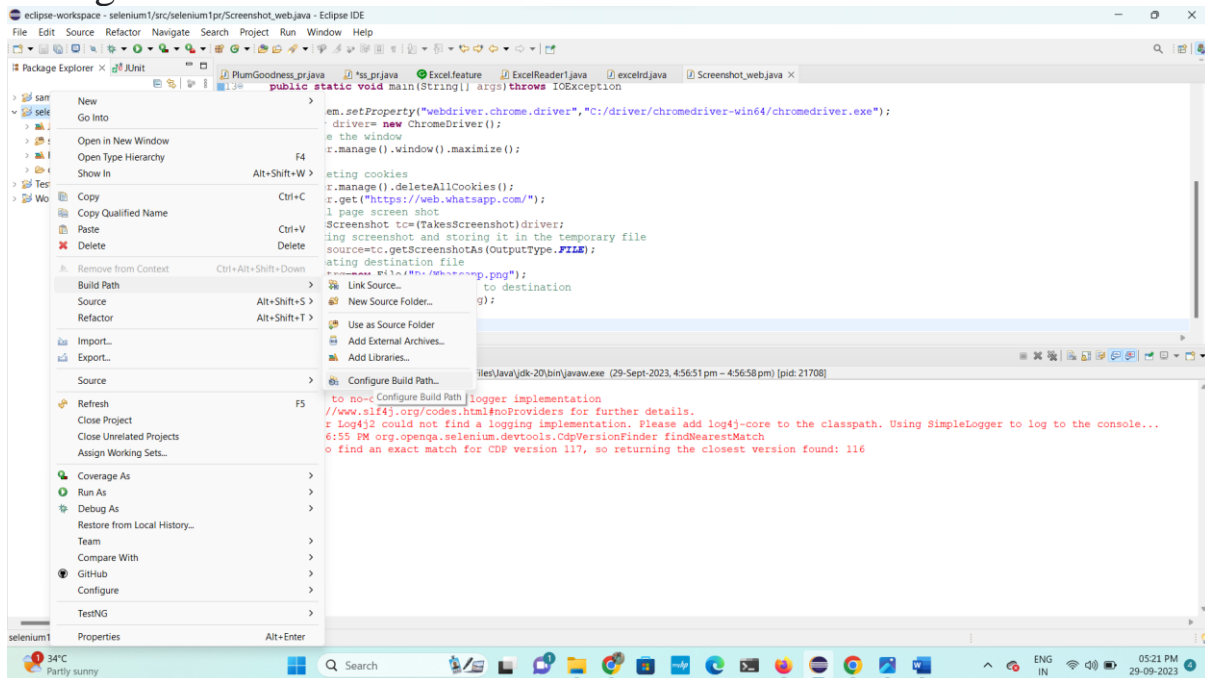 eclipse-workspace - selenium1/src/selenium1pr/Screenshot_web.java - Eclipse IDE
File Edit Source Refactor Navigate Search Project Run Window Help
Package Explorer JUnit
PlumGoodness_pr.java *ss_pr.java Excel.feature ExcelReader1.java excelrd.java Screenshot_web.java
public static void main(String[] args)throws IOException
em.setProperty("webdriver.chrome.driver","C:/driver/chromedriver-win64/chromedriver.exe");
driver= new ChromeDriver();
e the window
r.manage().window().maximize();
eting cookies
r.manage().deleteAllCookies();
r.get("https://web.whatsapp.com/");
l page screen shot
Screenshot tc=(TakesScreenshot)driver;
ing screenshot and storing it in the temporary file
source=tc.getScreenshotAs(OutputType.FILE);
ating destination file
File("D:/Whatsapp.png");
to destination
g);
New
Go Into
Open in New Window
Open Type Hierarchy F4
Show In Alt+Shift+W >
Copy Ctrl+C
Copy Qualified Name
Paste Ctrl+V
Delete Delete
Remove from Context Ctrl+Alt+Shift+Down
Build Path >
Source Alt+Shift+S >
Refactor Alt+Shift+T >
Import...
Export...
Source >
Refresh F5
Close Project
Close Unrelated Projects
Assign Working Sets...
Coverage As >
Run As >
Debug As >
Restore from Local History...
Team >
Compare With >
GitHub >
Configure >
TestNG >
Properties Alt+Enter
Link Source...
New Source Folder...
Use as Source Folder
Add External Archives...
Add Libraries...
Configure Build Path...
Configure Build Path
iles\Java\jdk-20\bin\javaw.exe (29-Sept-2023, 4:56:51 pm – 4:56:58 pm) [pid: 21708]
to no-o logger implementation
//www.slf4j.org/codes.html#noProviders for further details.
r Log4j2 could not find a logging implementation. Please add log4j-core to the classpath. Using SimpleLogger to log to the console...
6:55 PM org.openqa.selenium.devtools.CdpVersionFinder findNearestMatch
o find an exact match for CDP version 117, so returning the closest version found: 116
sam
sele
Tes
Wo
selenium1
34°C
Partly sunny
Search
ENG
IN
05:21 PM
29-09-2023